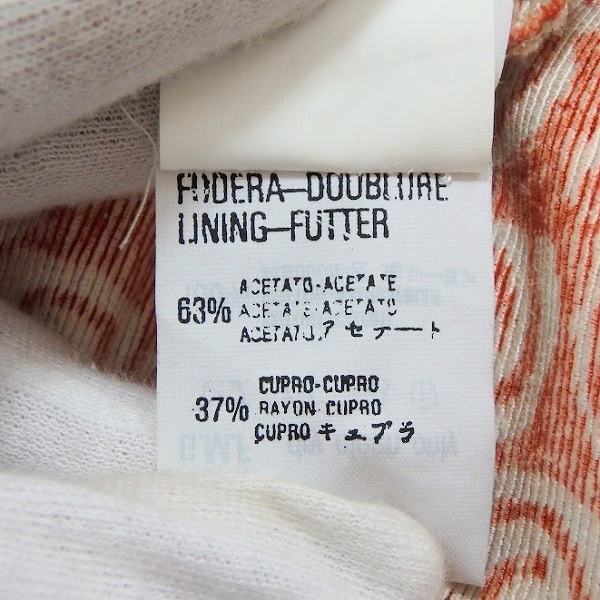 FODERA-DOUBLURE
LINING-FUTTER
63% ACETATO-ACETATE
ACETATE-ACETATO
ACETATO.アセテート
37% CUPRO-CUPRO
RAYON-CUPRO
CUPRO キュプラ